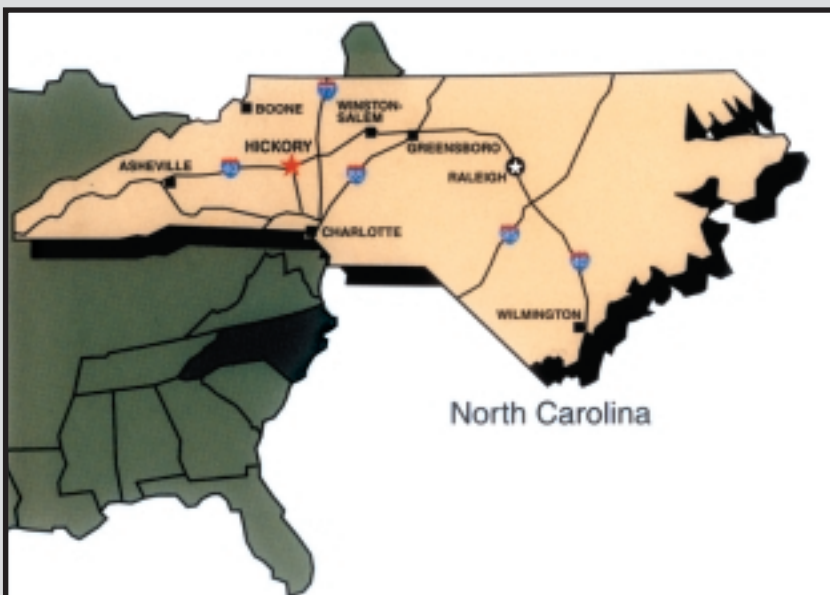 BOONE
WINSTON-
SALEM
HICKORY
GREENSBORO
ASHEVILLE
RALEIGH
CHARLOTTE
WILMINGTON
North Carolina